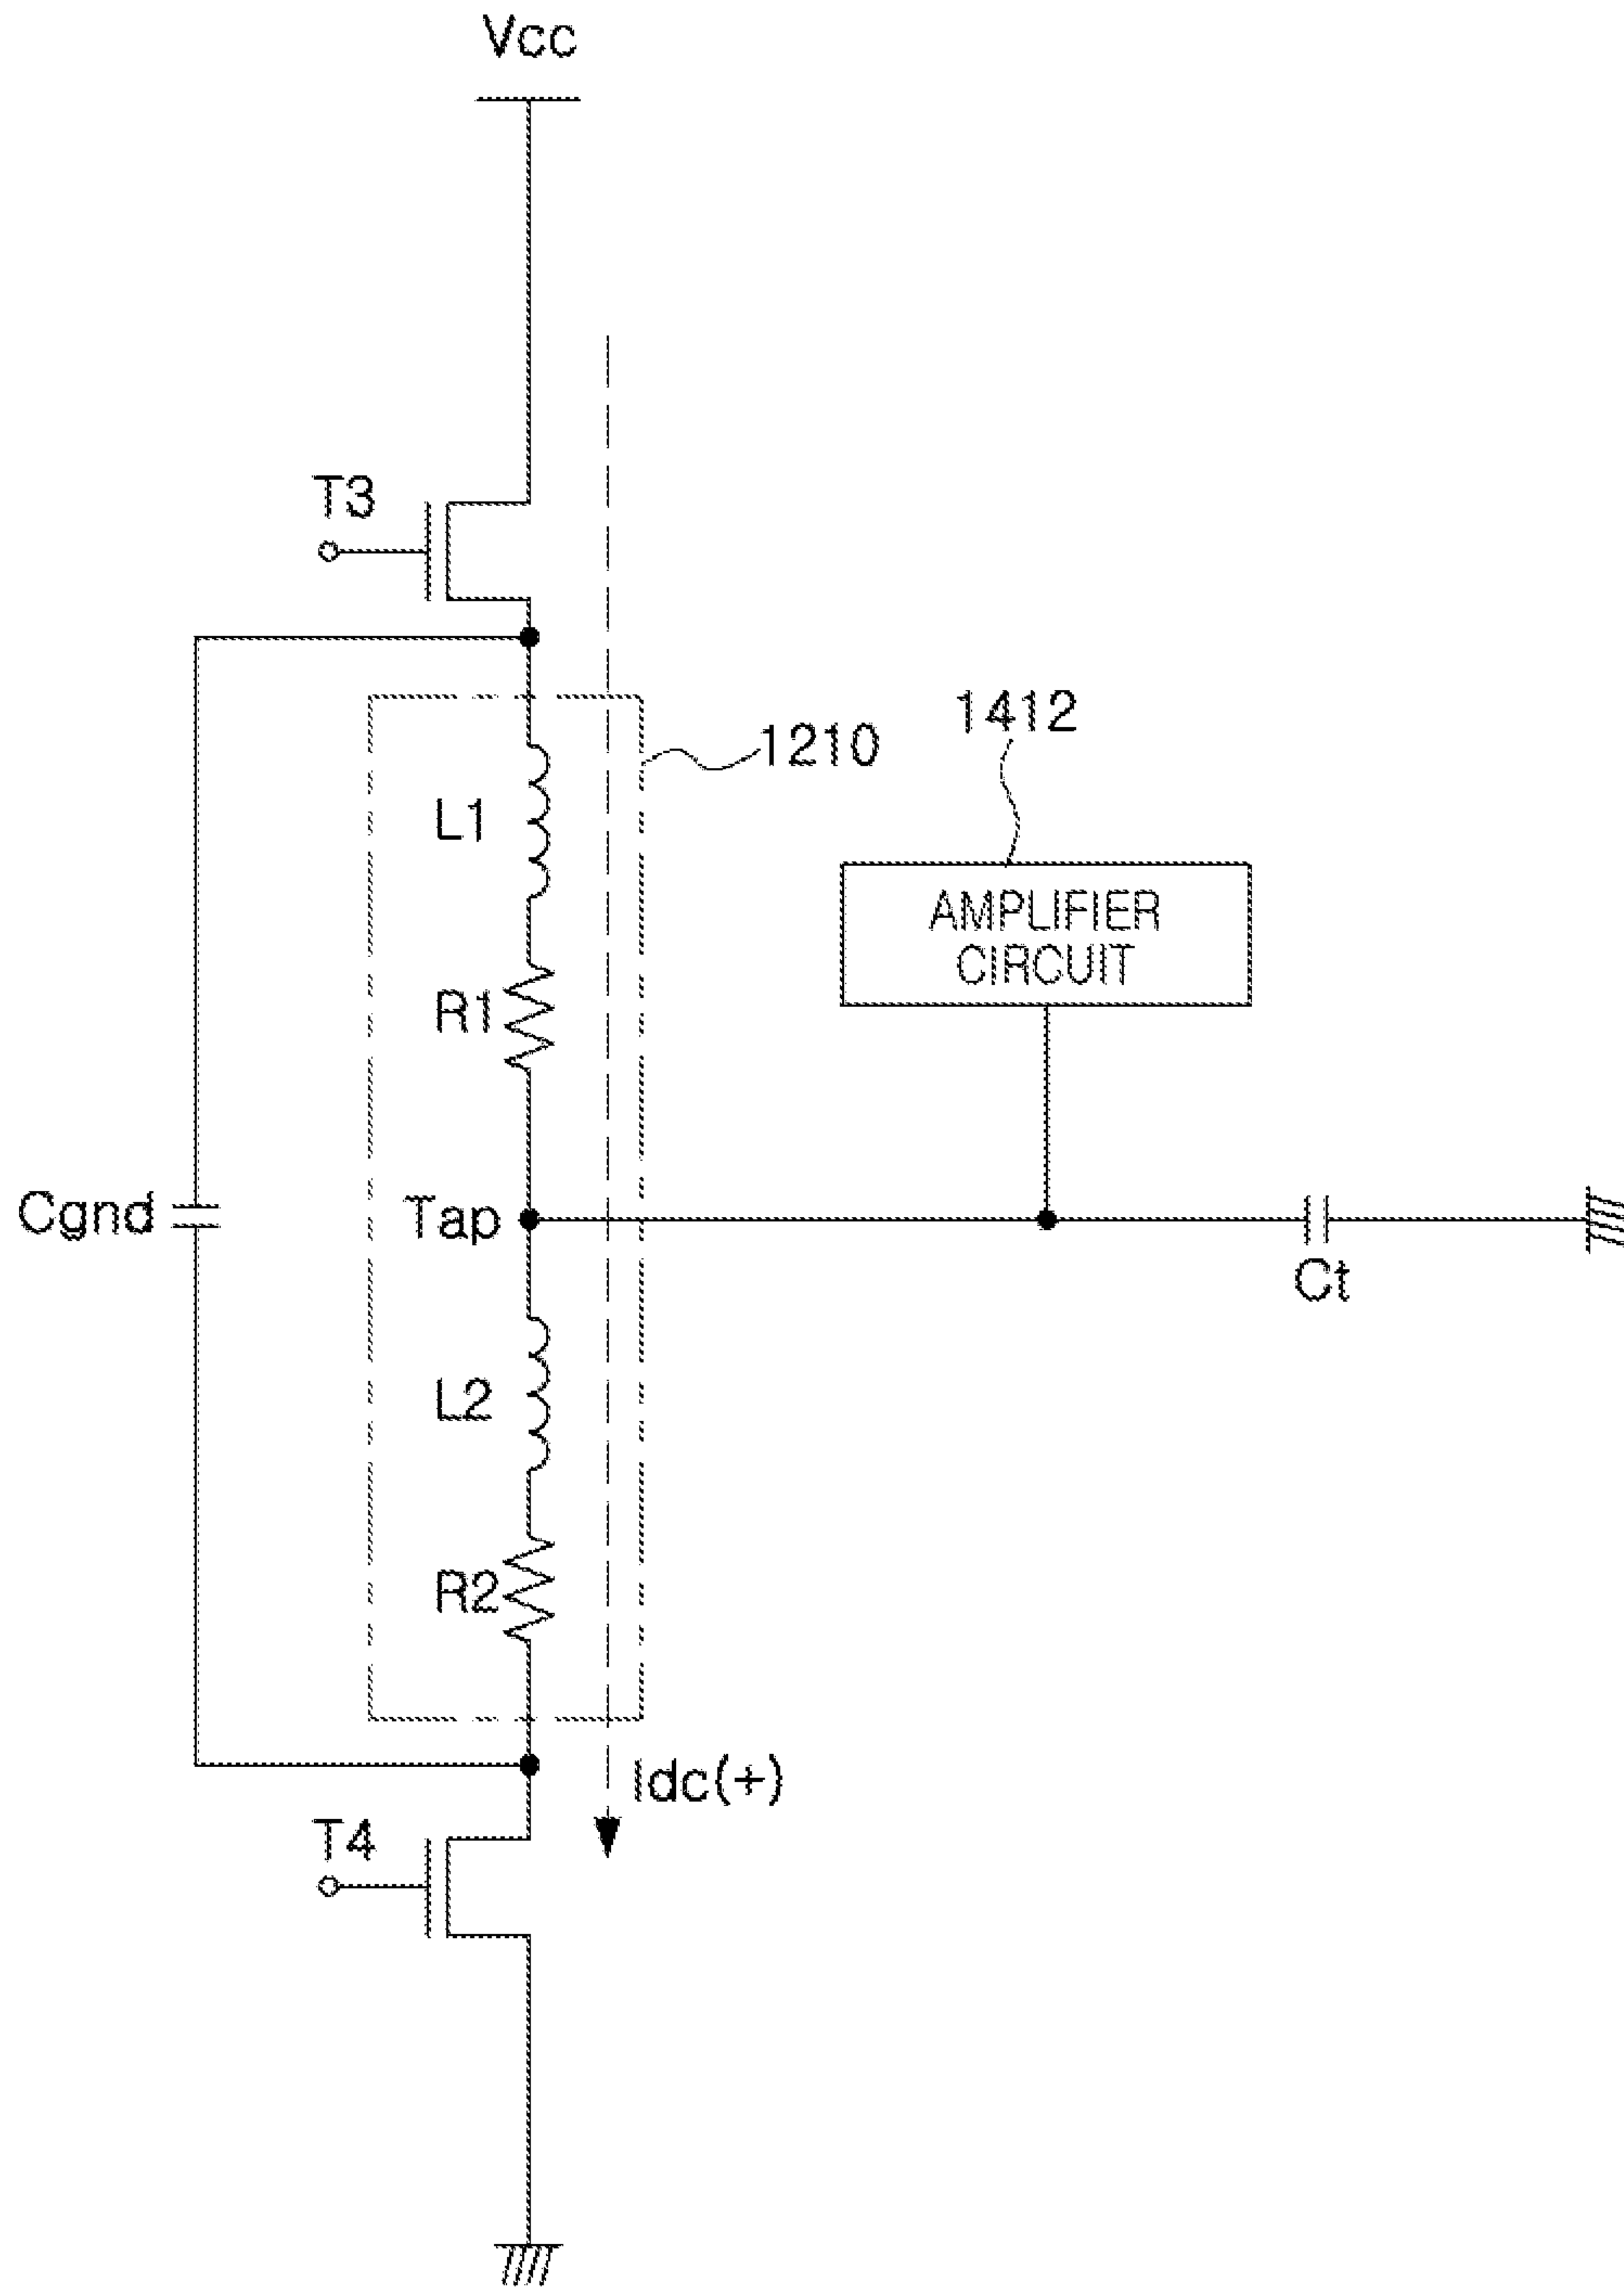 Vcc
T3
1210
1412
L1
AMPLIFIER
CIRCUIT
R1
Cgnd
Tap
Ct
L2
R2
Idc(+)
T4